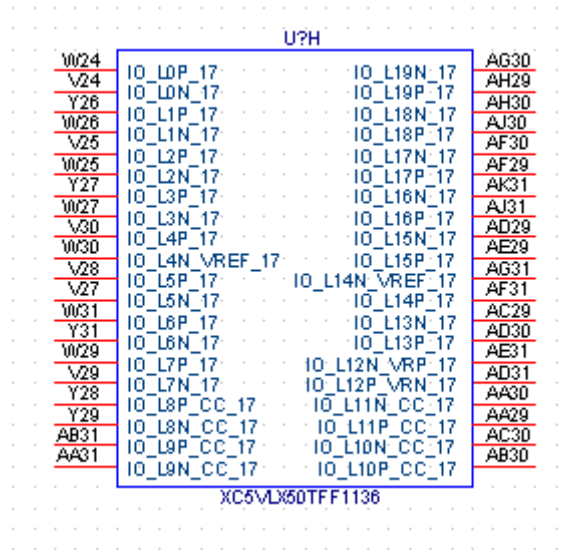 U?H
W24 IO_L0P_17 IO_L19N_17 AG30
V24 IO_L0N_17 IO_L19P_17 AH29
Y26 IO_L1P_17 IO_L18N_17 AH30
W26 IO_L1N_17 IO_L18P_17 AJ30
V25 IO_L2P_17 IO_L17N_17 AF30
W25 IO_L2N_17 IO_L17P_17 AF29
Y27 IO_L3P_17 IO_L16N_17 AK31
W27 IO_L3N_17 IO_L16P_17 AJ31
V30 IO_L4P_17 IO_L15N_17 AD29
W30 IO_L4N_VREF_17 IO_L15P_17 AE29
V28 IO_L5P_17 IO_L14N_VREF_17 AG31
V27 IO_L5N_17 IO_L14P_17 AF31
W31 IO_L6P_17 IO_L13N_17 AC29
Y31 IO_L6N_17 IO_L13P_17 AD30
W29 IO_L7P_17 IO_L12N_VRP_17 AE31
V29 IO_L7N_17 IO_L12P_VRN_17 AD31
Y28 IO_L8P_CC_17 IO_L11N_CC_17 AA30
Y29 IO_L8N_CC_17 IO_L11P_CC_17 AA29
AB31 IO_L9P_CC_17 IO_L10N_CC_17 AC30
AA31 IO_L9N_CC_17 IO_L10P_CC_17 AB30
XC5VLX50TFF1136